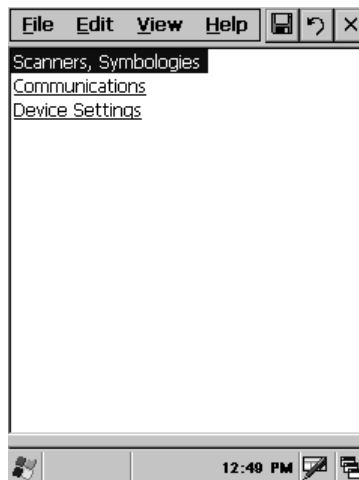 File Edit View Help
Scanners, Symbologies
Communications
Device Settings
12:49 PM